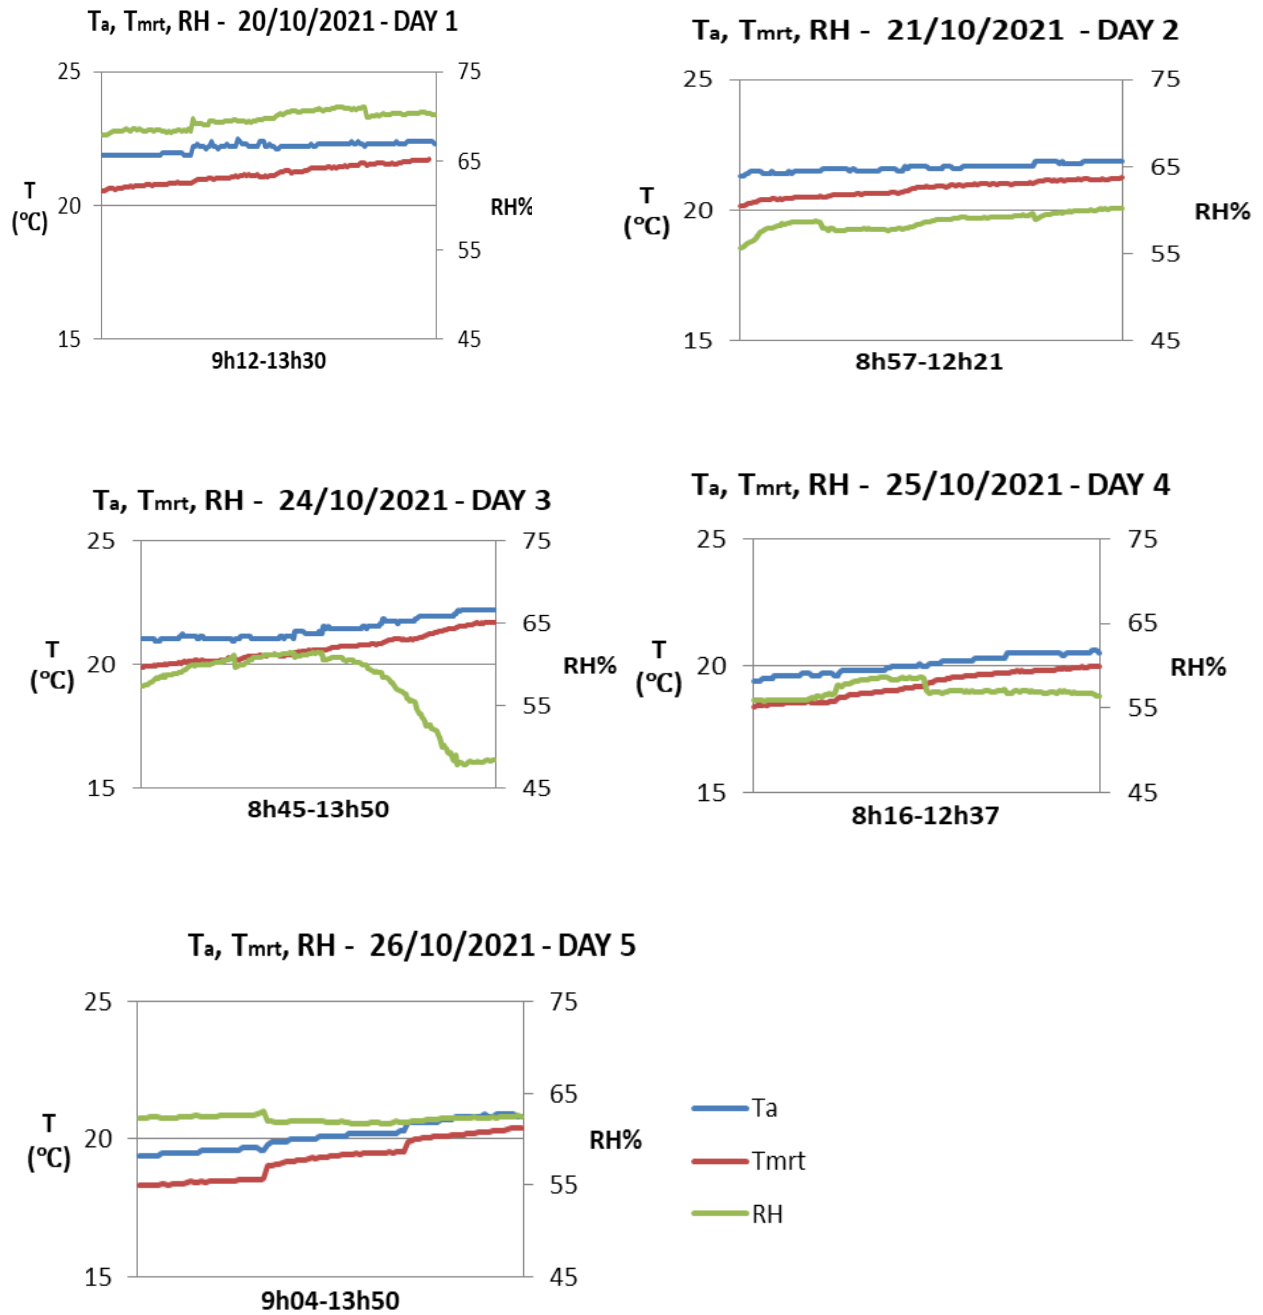 Ta, Tmrt, RH - 20/10/2021 - DAY 1
25
75
65
T
(°C)
20
RH%
55
15
45
9h12-13h30
Ta, Tmrt, RH - 21/10/2021 - DAY 2
25
75
65
T
(°C)
20
RH%
55
15
45
8h57-12h21
Ta, Tmrt, RH - 24/10/2021 - DAY 3
25
75
65
T
(°C)
20
RH%
55
15
45
8h45-13h50
Ta, Tmrt, RH - 25/10/2021 - DAY 4
25
75
65
T
(°C)
20
RH%
55
15
45
8h16-12h37
Ta, Tmrt, RH - 26/10/2021 - DAY 5
25
75
65
T
(°C)
20
RH%
55
15
45
9h04-13h50
Ta
Tmrt
RH